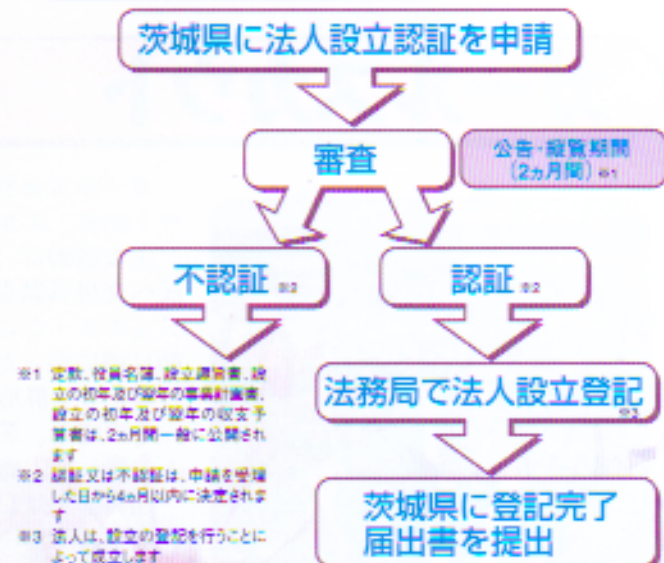 茨城県に法人設立認証を申請
審査
公告・縦覧期間
(2ヵ月間) ※1
不認証 ※2
認証 ※2
法務局で法人設立登記
※3
茨城県に登記完了
届出書を提出
※1 定款、役員名簿、設立趣旨書、設
立の初年及び翌年の事業計画書、
設立の初年及び翌年の収支予
算書は、2ヵ月間一般に公開され
ます
※2 認証又は不認証は、申請を受理
した日から4ヵ月以内に決定されま
す
※3 法人は、設立の登記を行うことに
よって成立します